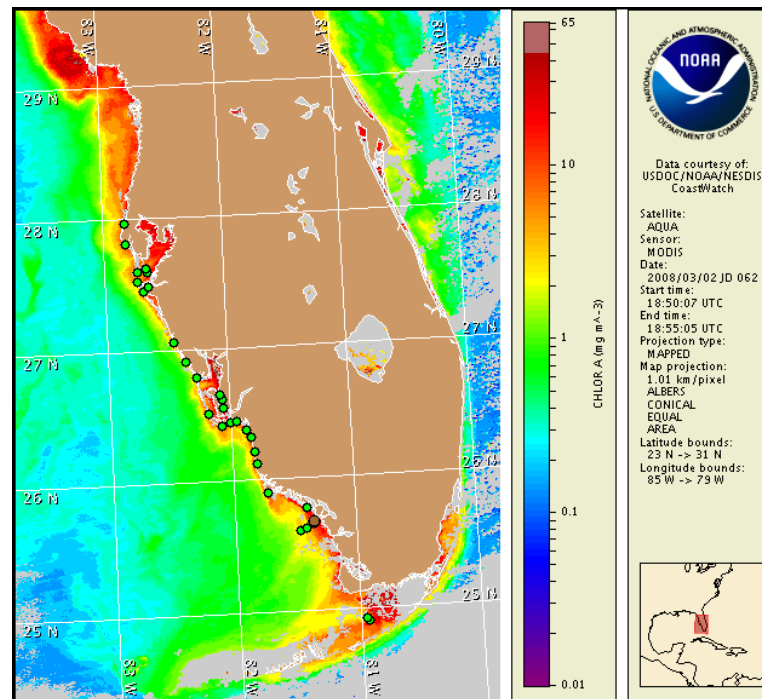 83 W
82 W
81 W
80 W
29 N
29 N
28 N
28 N
27 N
27 N
26 N
26 N
25 N
25 N
83 W
82 W
81 W
65
10
1
0.1
0.01
CHLOR A (mg m^-3)
NATIONAL OCEANIC AND ATMOSPHERIC ADMINISTRATION
NOAA
U.S. DEPARTMENT OF COMMERCE
Data courtesy of:
USDOC/NOAA/NESDIS
CoastWatch
Satellite:
AQUA
Sensor:
MODIS
Date:
2008/03/02 JD 062
Start time:
18:50:07 UTC
End time:
18:55:05 UTC
Projection type:
MAPPED
Map projection:
1.01 km/pixel
ALBERS
CONICAL
EQUAL
AREA
Latitude bounds:
23 N -> 31 N
Longitude bounds:
85 W -> 79 W